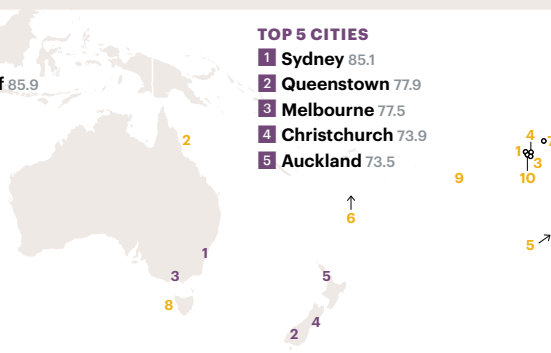 TOP 5 CITIES
1 Sydney 85.1
2 Queenstown 77.9
3 Melbourne 77.5
4 Christchurch 73.9
5 Auckland 73.5
f 85.9
2
4
1
7
3
9
10
6
5
1
3
5
8
4
2